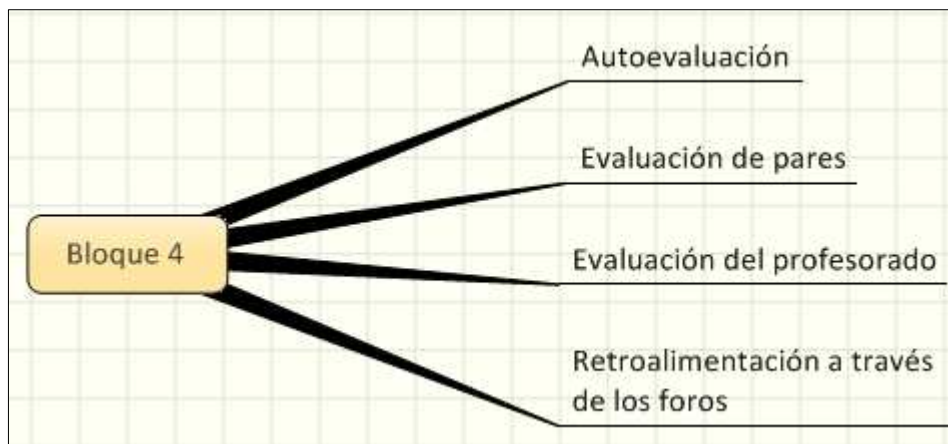 Autoevaluación
Evaluación de pares
Bloque 4
Evaluación del profesorado
Retroalimentación a través
de los foros